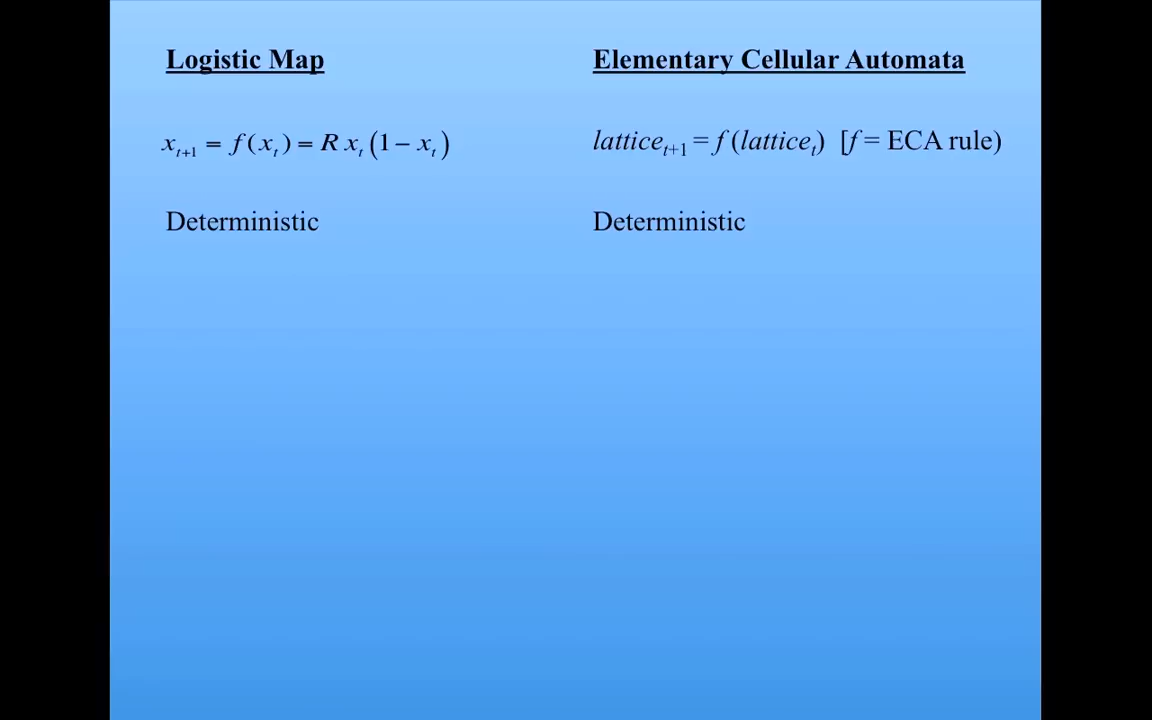 Logistic Map
x_{t+1} = f(x_t) = R x_t (1 − x_t)
Deterministic
Elementary Cellular Automata
lattice_{t+1} = f (lattice_t) [f = ECA rule)
Deterministic